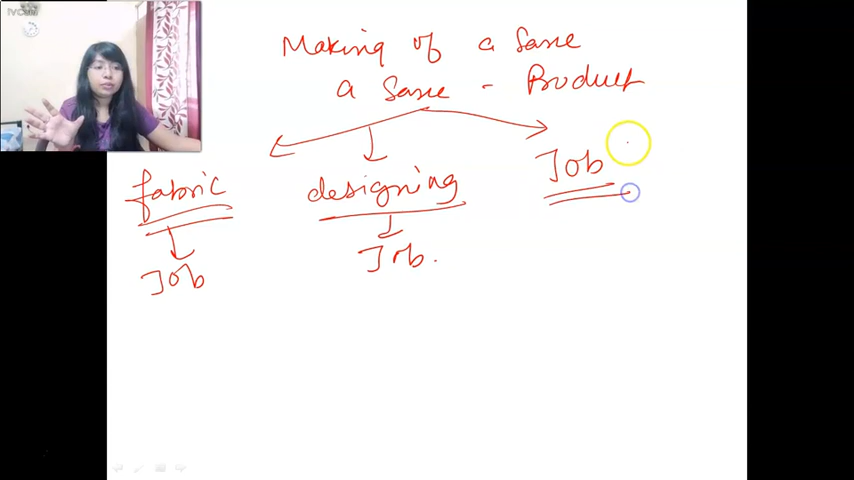 Making of a Saree
a Saree - Product
fabric designing Job
Job Job.